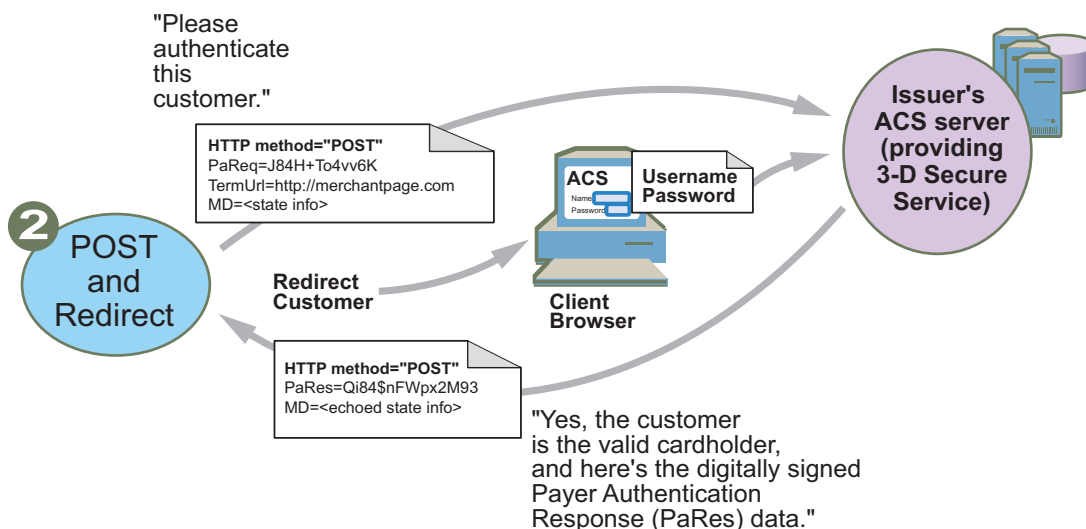 "Please
authenticate
this
customer."
HTTP method="POST"
PaReq=J84H+To4vv6K
TermUrl=http://merchantpage.com
MD=<state info>
2
POST
and
Redirect
Redirect
Customer
ACS
Name
Password
Username
Password
Client
Browser
Issuer's
ACS server
(providing
3-D Secure
Service)
HTTP method="POST"
PaRes=Qi84$nFWpx2M93
MD=<echoed state info>
"Yes, the customer
is the valid cardholder,
and here's the digitally signed
Payer Authentication
Response (PaRes) data."